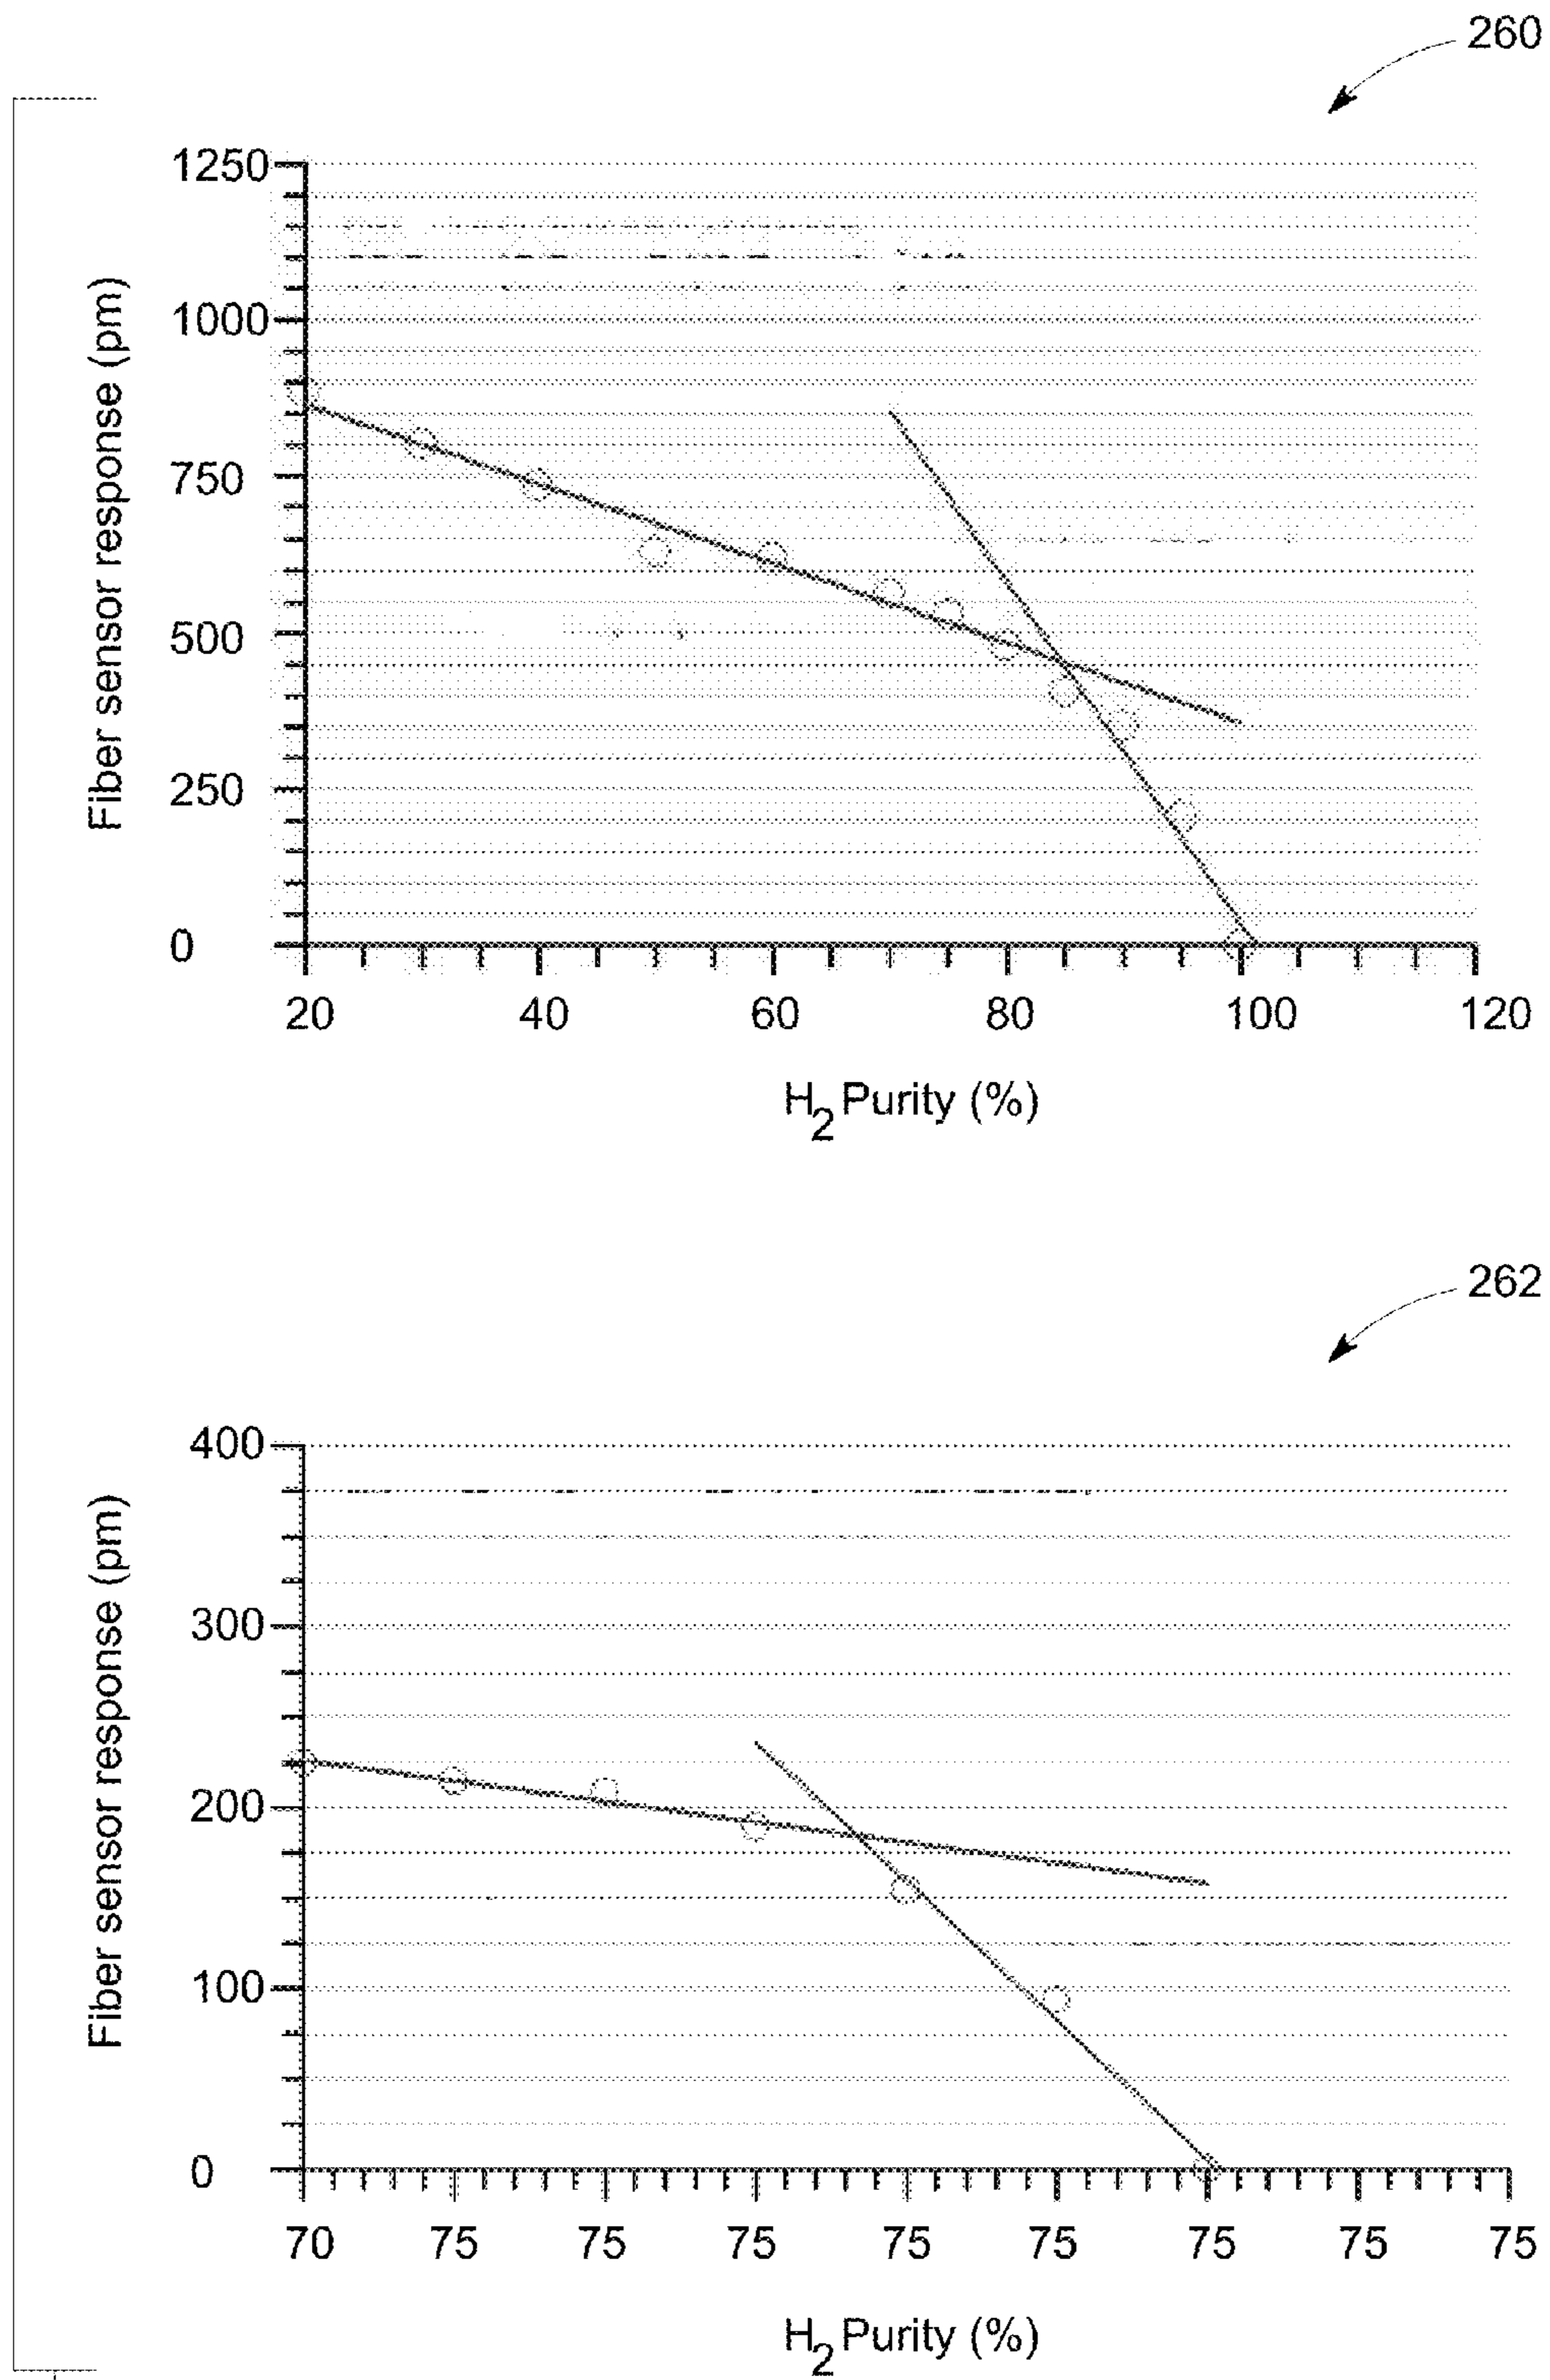 260
1250
1000
750
500
250
0
Fiber sensor response (pm)
20 40 60 80 100 120
H2 Purity (%)
262
400
300
200
100
0
Fiber sensor response (pm)
70 75 75 75 75 75 75 75 75
H2 Purity (%)